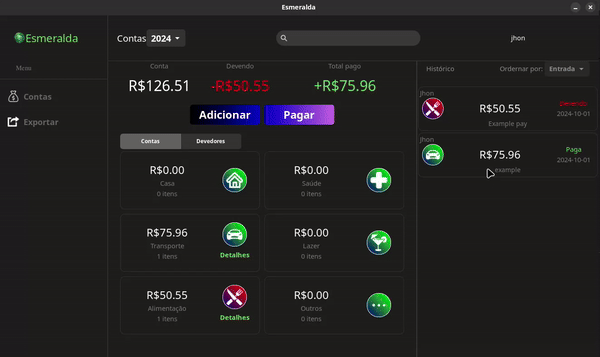 Esmeralda
Esmeralda
Menu
Contas
Exportar
Contas 2024
jhon
Conta
Devendo
Total pago
R$126.51
-R$50.55
+R$75.96
Adicionar
Pagar
Contas
Devedores
R$0.00
Casa
0 itens
R$0.00
Saúde
0 itens
R$75.96
Transporte
1 itens
Detalhes
R$0.00
Lazer
0 itens
R$50.55
Alimentação
1 itens
Detalhes
R$0.00
Outros
0 itens
Histórico
Ordernar por:
Entrada
Jhon
R$50.55
Example pay
Devendo
2024-10-01
Jhon
R$75.96
example
Paga
2024-10-01